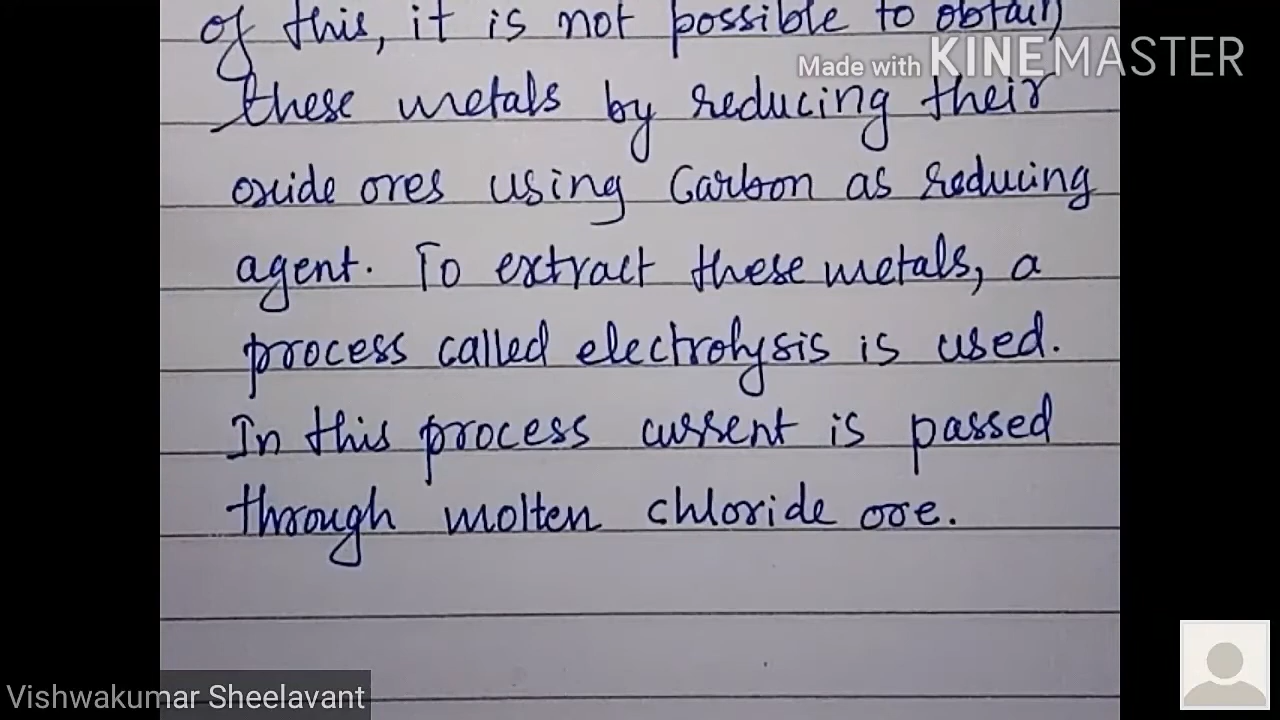 of this, it is not possible to obtain
Made with KINEMASTER
these metals by reducing their
oxide ores using Carbon as reducing
agent. To extract these metals, a
process called electrolysis is used.
In this process current is passed
through molten chloride ore.
Vishwakumar Sheelavant